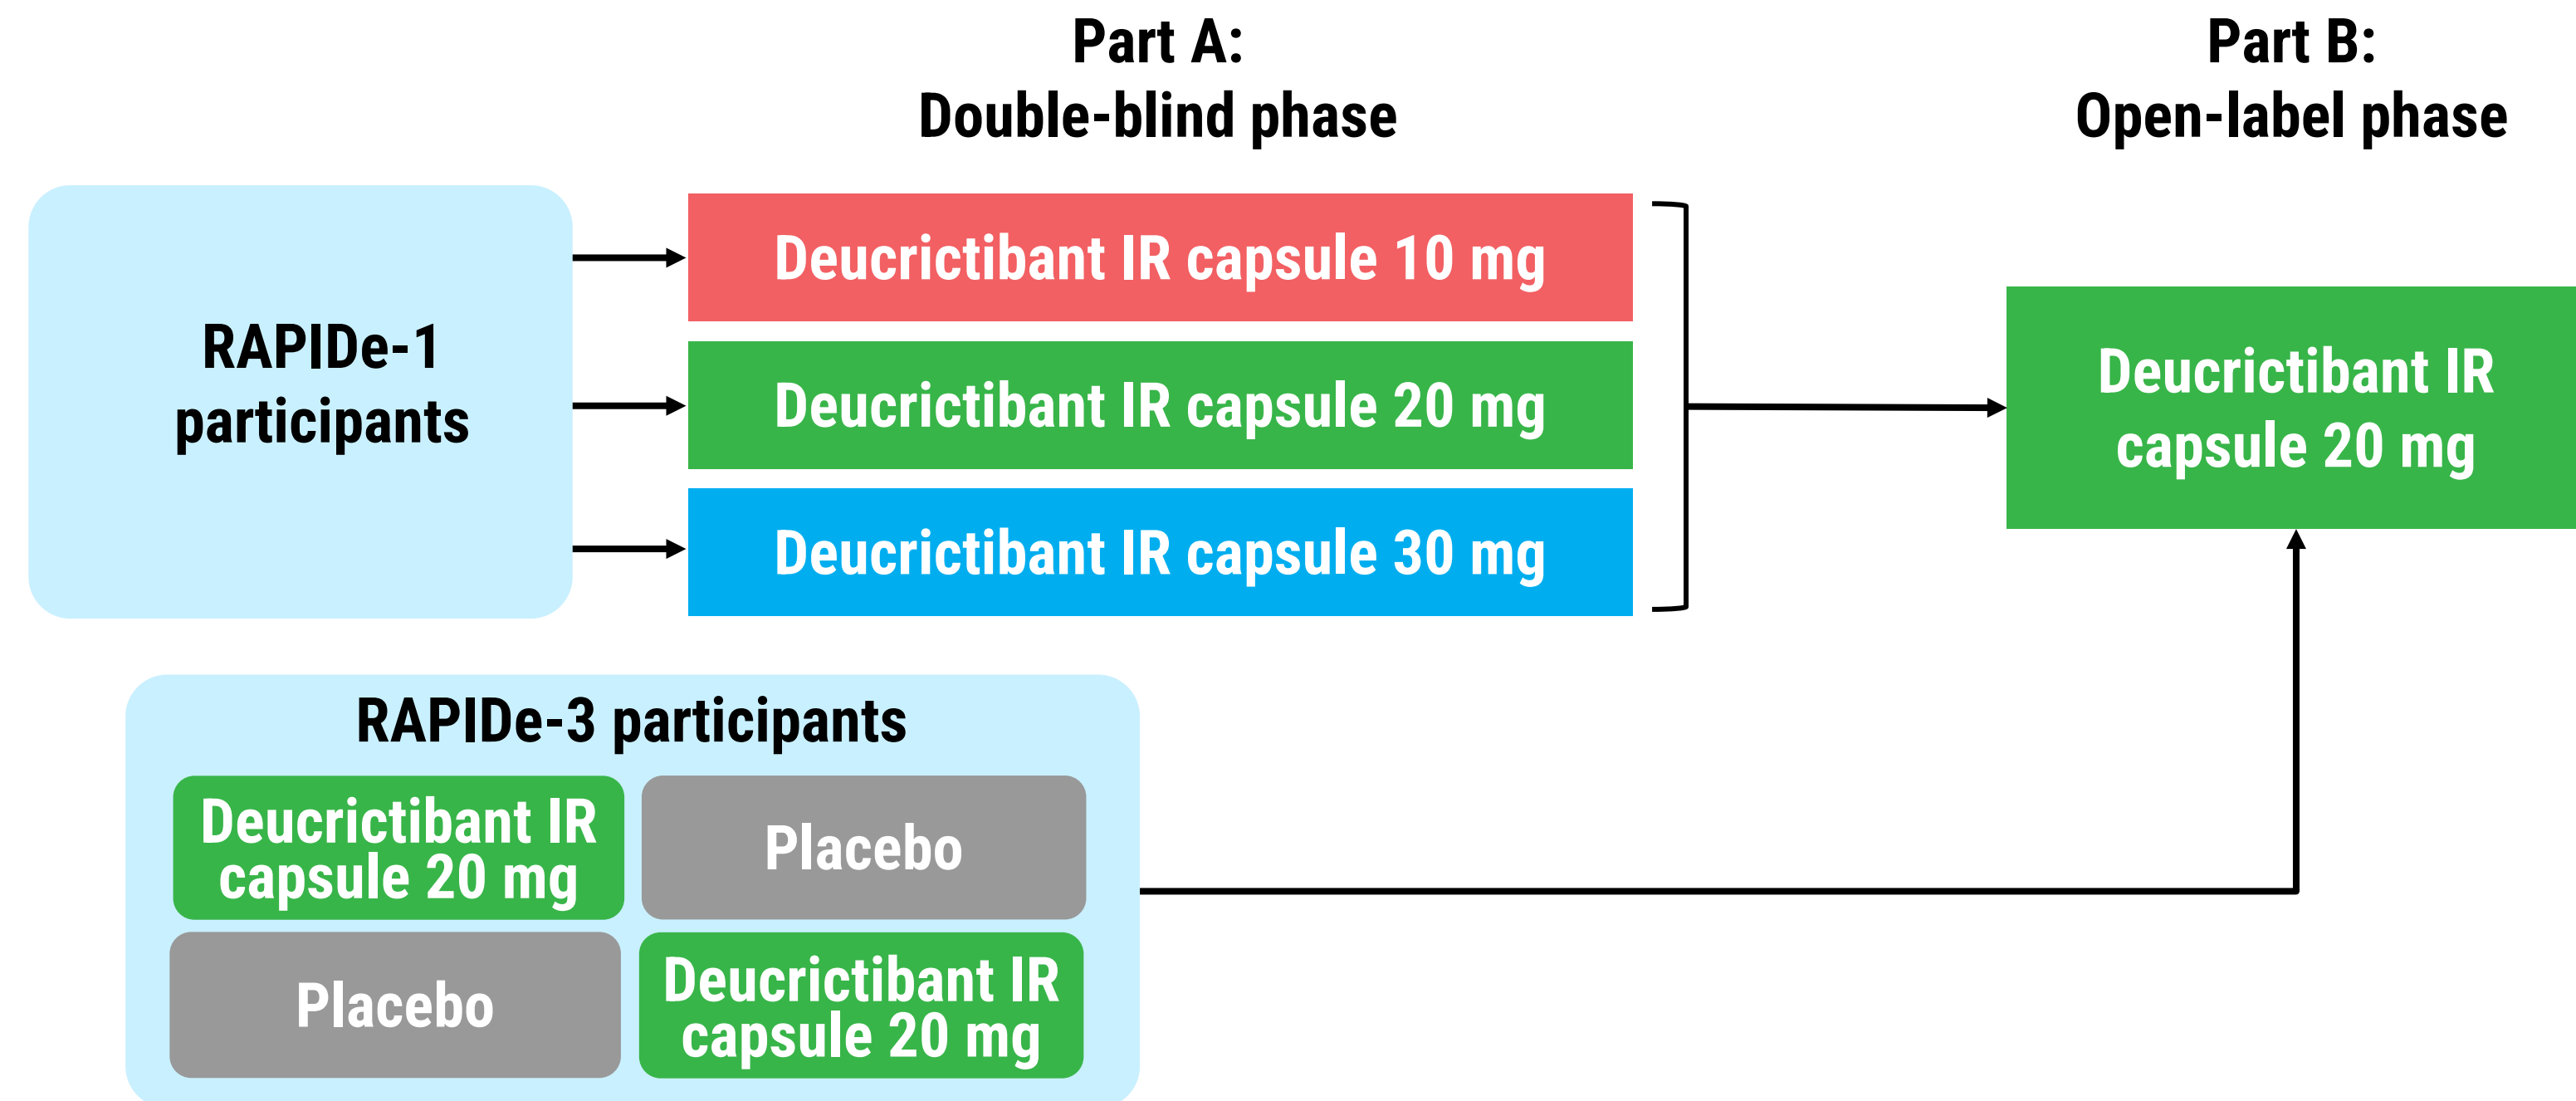 Part A:
Double-blind phase
Part B:
Open-label phase
RAPIDe-1
participants
Deucrictibant IR capsule 10 mg
Deucrictibant IR capsule 20 mg
Deucrictibant IR capsule 30 mg
Deucrictibant IR
capsule 20 mg
RAPIDe-3 participants
Deucrictibant IR
capsule 20 mg
Placebo
Placebo
Deucrictibant IR
capsule 20 mg